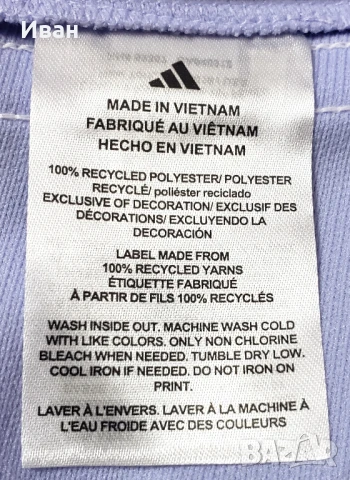 Иван
MADE IN VIETNAM
FABRIQUÉ AU VIÊTNAM
HECHO EN VIETNAM
100% RECYCLED POLYESTER/ POLYESTER
RECYCLÉ/ poliéster reciclado
EXCLUSIVE OF DECORATION/ EXCLUSIF DES
DÉCORATIONS/ EXCLUYENDO LA
DECORACIÓN
LABEL MADE FROM
100% RECYCLED YARNS
ÉTIQUETTE FABRIQUÉ
À PARTIR DE FILS 100% RECYCLÉS
WASH INSIDE OUT. MACHINE WASH COLD
WITH LIKE COLORS. ONLY NON CHLORINE
BLEACH WHEN NEEDED. TUMBLE DRY LOW.
COOL IRON IF NEEDED. DO NOT IRON ON
PRINT.
LAVER À L'ENVERS. LAVER À LA MACHINE À
L'EAU FROIDE AVEC DES COULEURS
BAZAR